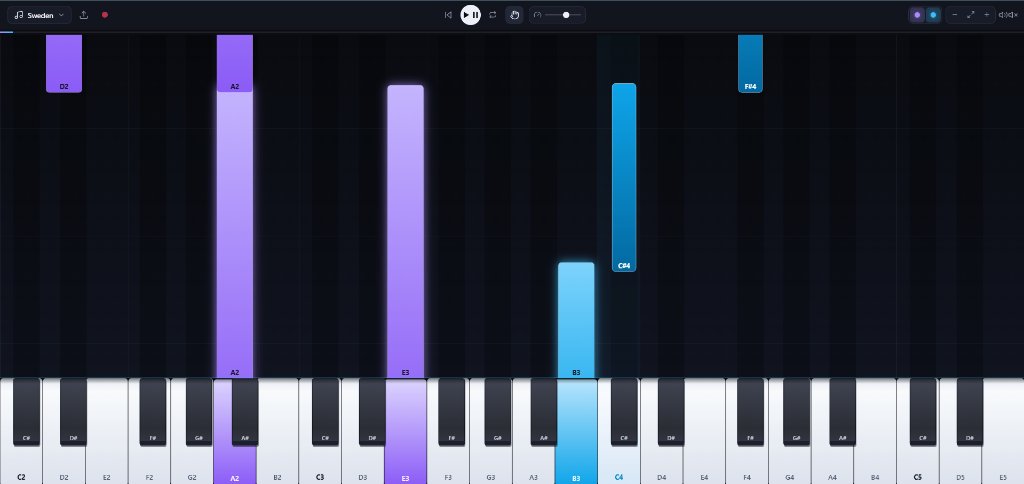 Sweden
D2 A2 F#4
C#4
A2 E3 B3
C# D# F# G# A# C# D# F# G# A# C# D# F# G# A# C# D#
C2 D2 E2 F2 G2 A2 B2 C3 D3 E3 F3 G3 A3 B3 C4 D4 E4 F4 G4 A4 B4 C5 D5 E5